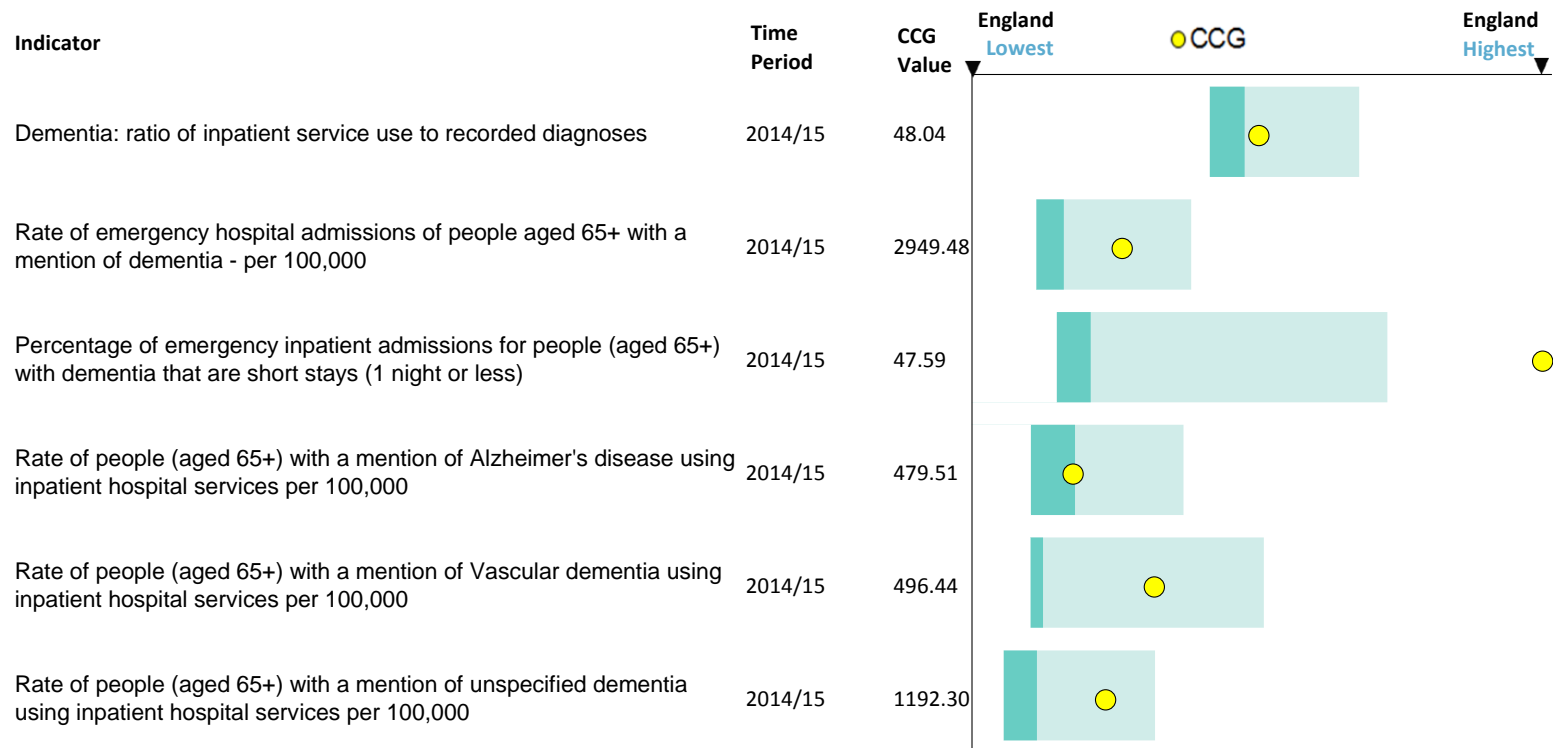 Indicator
Time
Period
CCG
Value
England
Lowest
CCG
England
Highest
Dementia: ratio of inpatient service use to recorded diagnoses
2014/15
48.04
Rate of emergency hospital admissions of people aged 65+ with a
mention of dementia - per 100,000
2014/15
2949.48
Percentage of emergency inpatient admissions for people (aged 65+)
with dementia that are short stays (1 night or less)
2014/15
47.59
Rate of people (aged 65+) with a mention of Alzheimer's disease using
inpatient hospital services per 100,000
2014/15
479.51
Rate of people (aged 65+) with a mention of Vascular dementia using
inpatient hospital services per 100,000
2014/15
496.44
Rate of people (aged 65+) with a mention of unspecified dementia
using inpatient hospital services per 100,000
2014/15
1192.30